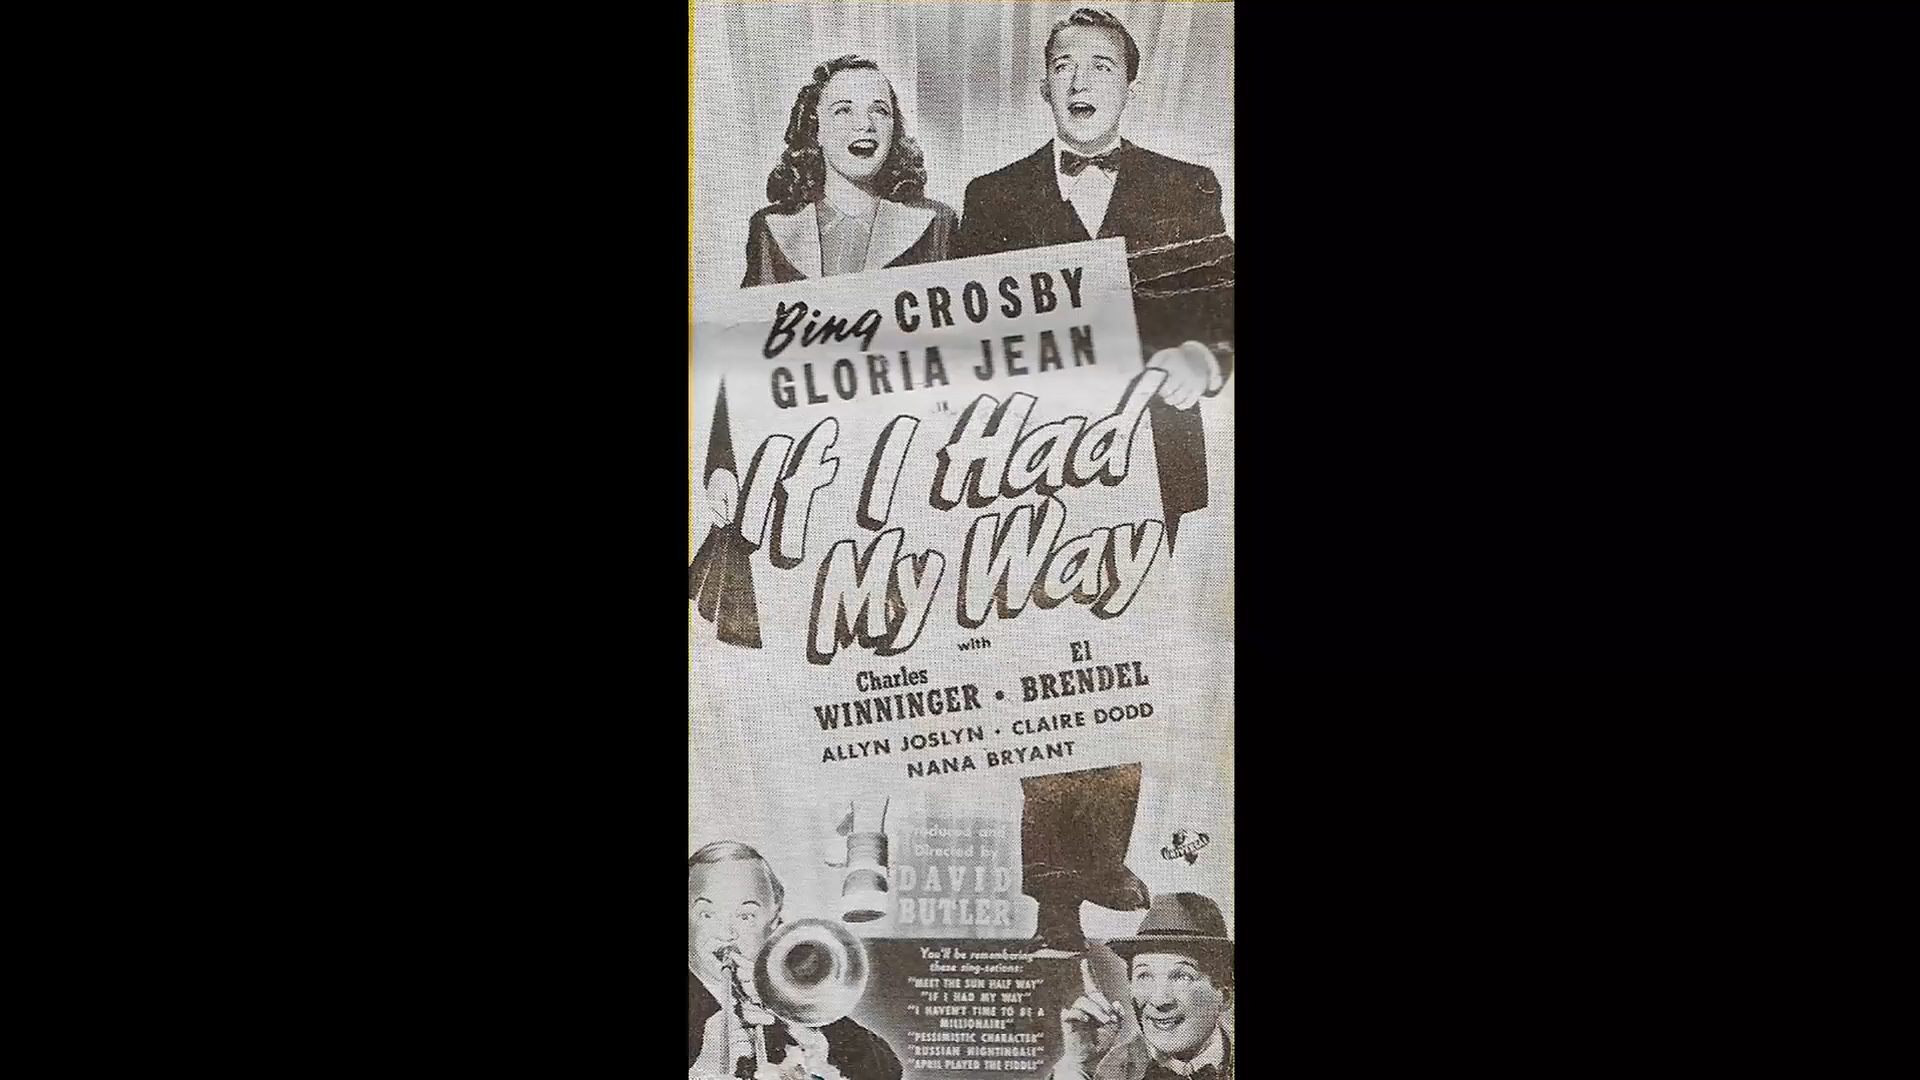 Bing CROSBY
GLORIA JEAN
IN
If I Had
My Way
with
Charles
WINNINGER • El
BRENDEL
ALLYN JOSLYN • CLAIRE DODD
NANA BRYANT
Produced and
Directed by
DAVID
BUTLER
UNIVERSAL
You'll be remembering
these sing-sations:
"MEET THE SUN HALF WAY"
"IF I HAD MY WAY"
"I HAVEN'T TIME TO BE A
MILLIONAIRE"
"PESSIMISTIC CHARACTER"
"RUSSIAN NIGHTINGALE"
"APRIL PLAYED THE FIDDLE"